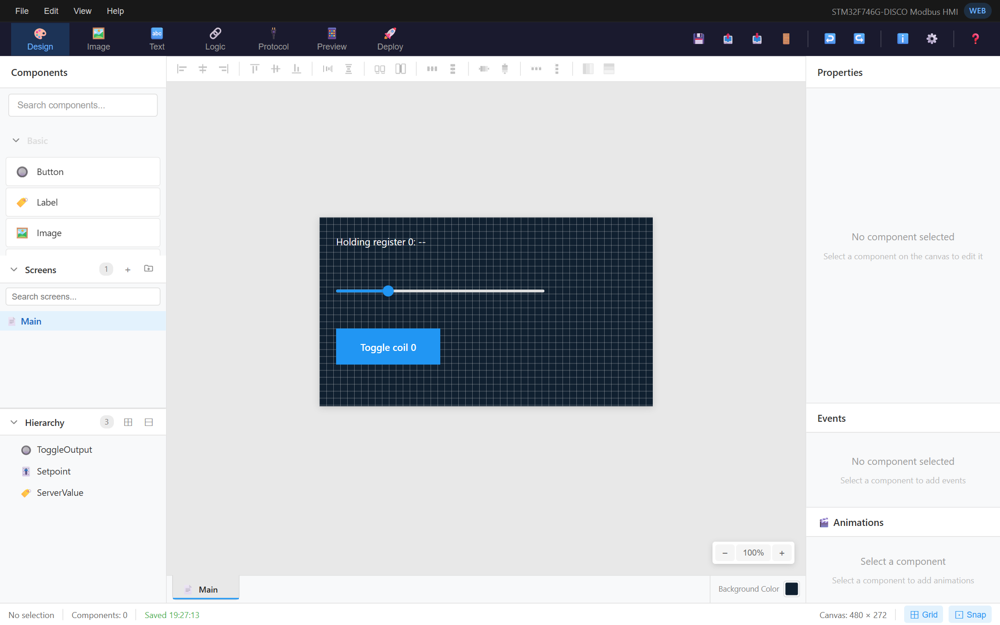 File Edit View Help
STM32F746G-DISCO Modbus HMI WEB
Design Image Text Logic Protocol Preview Deploy
Components
Search components...
Basic
Button
Label
Image
Screens 1
Search screens...
Main
Hierarchy 3
ToggleOutput
Setpoint
ServerValue
Holding register 0: --
Toggle coil 0
100%
Main
Background Color
Properties
No component selected
Select a component on the canvas to edit it
Events
No component selected
Select a component to add events
Animations
Select a component
Select a component to add animations
No selection
Components: 0
Saved 19:27:13
Canvas: 480 × 272
Grid
Snap